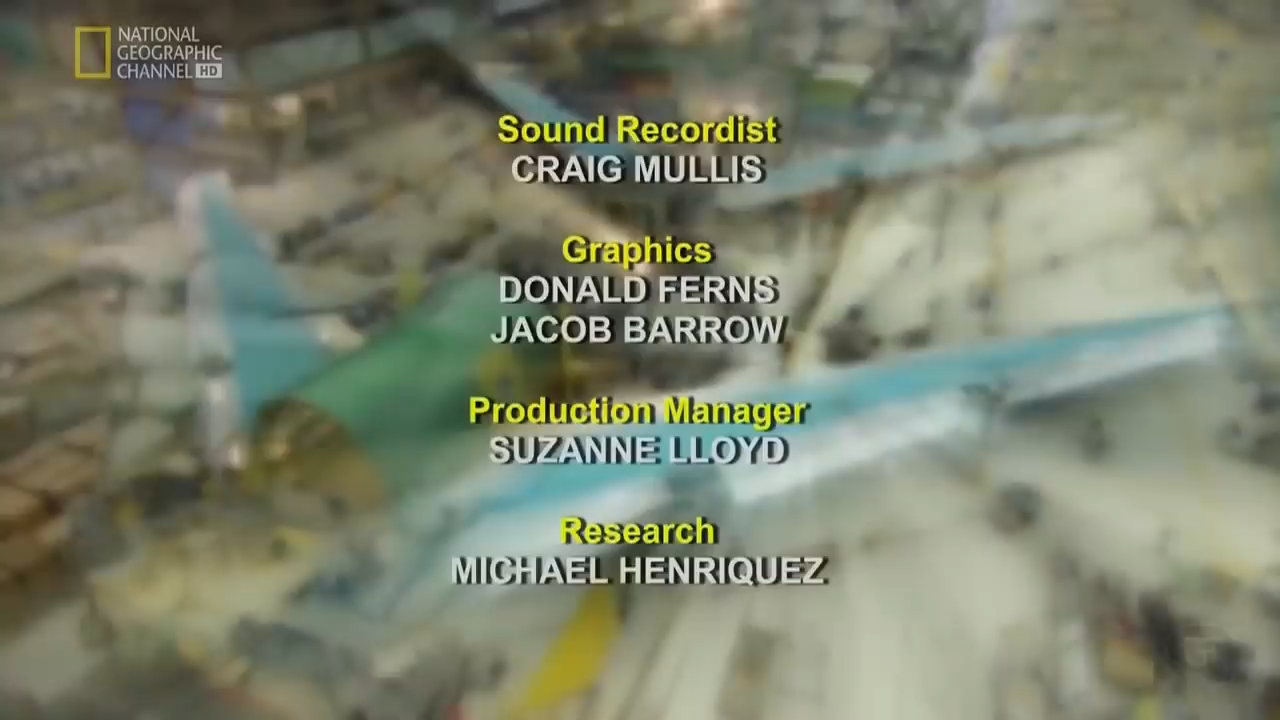 NATIONAL
GEOGRAPHIC
CHANNEL HD
Sound Recordist
CRAIG MULLIS
Graphics
DONALD FERNS
JACOB BARROW
Production Manager
SUZANNE LLOYD
Research
MICHAEL HENRIQUEZ